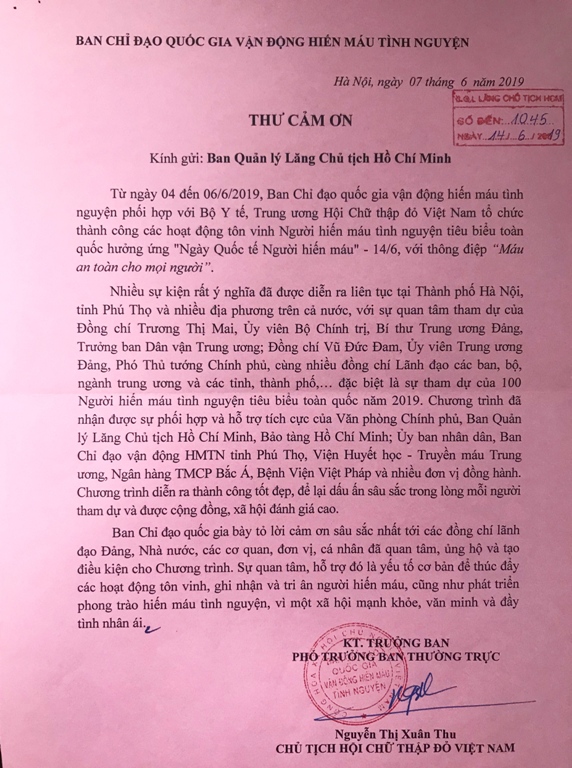 BAN CHỈ ĐẠO QUỐC GIA VẬN ĐỘNG HIẾN MÁU TÌNH NGUYỆN
Hà Nội, ngày 07 tháng 6 năm 2019
B.Q.L LĂNG CHỦ TỊCH HCM
SỐ ĐẾN: 1045
NGÀY 14/6/2019
THƯ CẢM ƠN
Kính gửi: Ban Quản lý Lăng Chủ tịch Hồ Chí Minh
Từ ngày 04 đến 06/6/2019, Ban Chỉ đạo quốc gia vận động hiến máu tình
nguyện phối hợp với Bộ Y tế, Trung ương Hội Chữ thập đỏ Việt Nam tổ chức
thành công các hoạt động tôn vinh Người hiến máu tình nguyện tiêu biểu toàn
quốc hưởng ứng "Ngày Quốc tế Người hiến máu" - 14/6, với thông điệp “Máu
an toàn cho mọi người”.
Nhiều sự kiện rất ý nghĩa đã được diễn ra liên tục tại Thành phố Hà Nội,
tỉnh Phú Thọ và nhiều địa phương trên cả nước, với sự quan tâm tham dự của
Đồng chí Trương Thị Mai, Ủy viên Bộ Chính trị, Bí thư Trung ương Đảng,
Trưởng ban Dân vận Trung ương; Đồng chí Vũ Đức Đam, Ủy viên Trung ương
Đảng, Phó Thủ tướng Chính phủ, cùng nhiều đồng chí Lãnh đạo các ban, bộ,
ngành trung ương và các tỉnh, thành phố,... đặc biệt là sự tham dự của 100
Người hiến máu tình nguyện tiêu biểu toàn quốc năm 2019. Chương trình đã
nhận được sự phối hợp và hỗ trợ tích cực của Văn phòng Chính phủ, Ban Quản
lý Lăng Chủ tịch Hồ Chí Minh, Bảo tàng Hồ Chí Minh; Ủy ban nhân dân, Ban
Chỉ đạo vận động HMTN tỉnh Phú Thọ, Viện Huyết học - Truyền máu Trung
ương, Ngân hàng TMCP Bắc Á, Bệnh Viện Việt Pháp và nhiều đơn vị đồng hành.
Chương trình diễn ra thành công tốt đẹp, để lại dấu ấn sâu sắc trong lòng mỗi người
tham dự và được cộng đồng, xã hội đánh giá cao.
Ban Chỉ đạo quốc gia bày tỏ lời cảm ơn sâu sắc nhất tới các đồng chí lãnh
đạo Đảng, Nhà nước, các cơ quan, đơn vị, cá nhân đã quan tâm, ủng hộ và tạo
điều kiện cho Chương trình. Sự quan tâm, hỗ trợ đó là yếu tố cơ bản để thúc đẩy
các hoạt động tôn vinh, ghi nhận và tri ân người hiến máu, cũng như phát triển
phong trào hiến máu tình nguyện, vì một xã hội mạnh khỏe, văn minh và đầy
tình nhân ái.
KT. TRƯỞNG BAN
PHÓ TRƯỞNG BAN THƯỜNG TRỰC
QUỐC GIA
VẬN ĐỘNG HIẾN MÁU
TÌNH NGUYỆN
Nguyễn Thị Xuân Thu
CHỦ TỊCH HỘI CHỮ THẬP ĐỎ VIỆT NAM